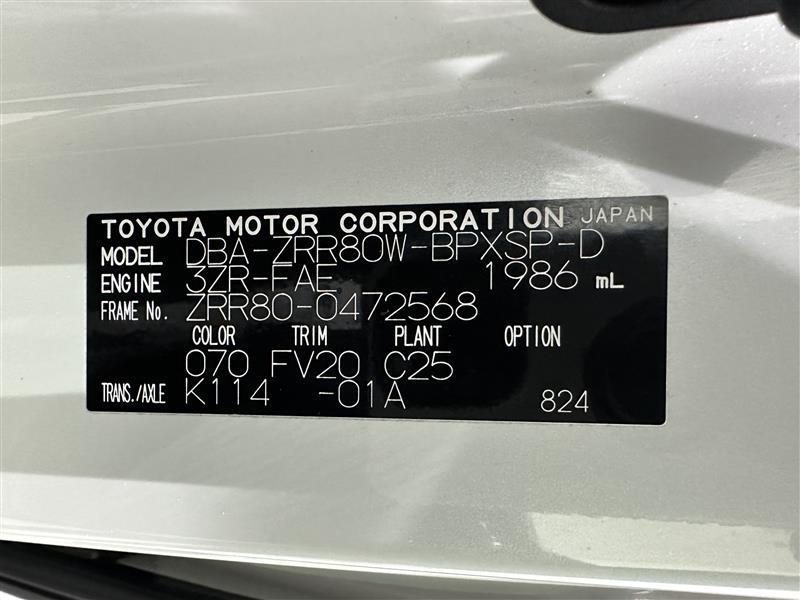 TOYOTA MOTOR CORPORATION JAPAN
MODEL DBA-ZRR80W-BPXSP-D
ENGINE 3ZR-FAE 1986 mL
FRAME No. ZRR80-0472568
COLOR TRIM PLANT OPTION
070 FV20 C25
TRANS./AXLE K114 -01A 824